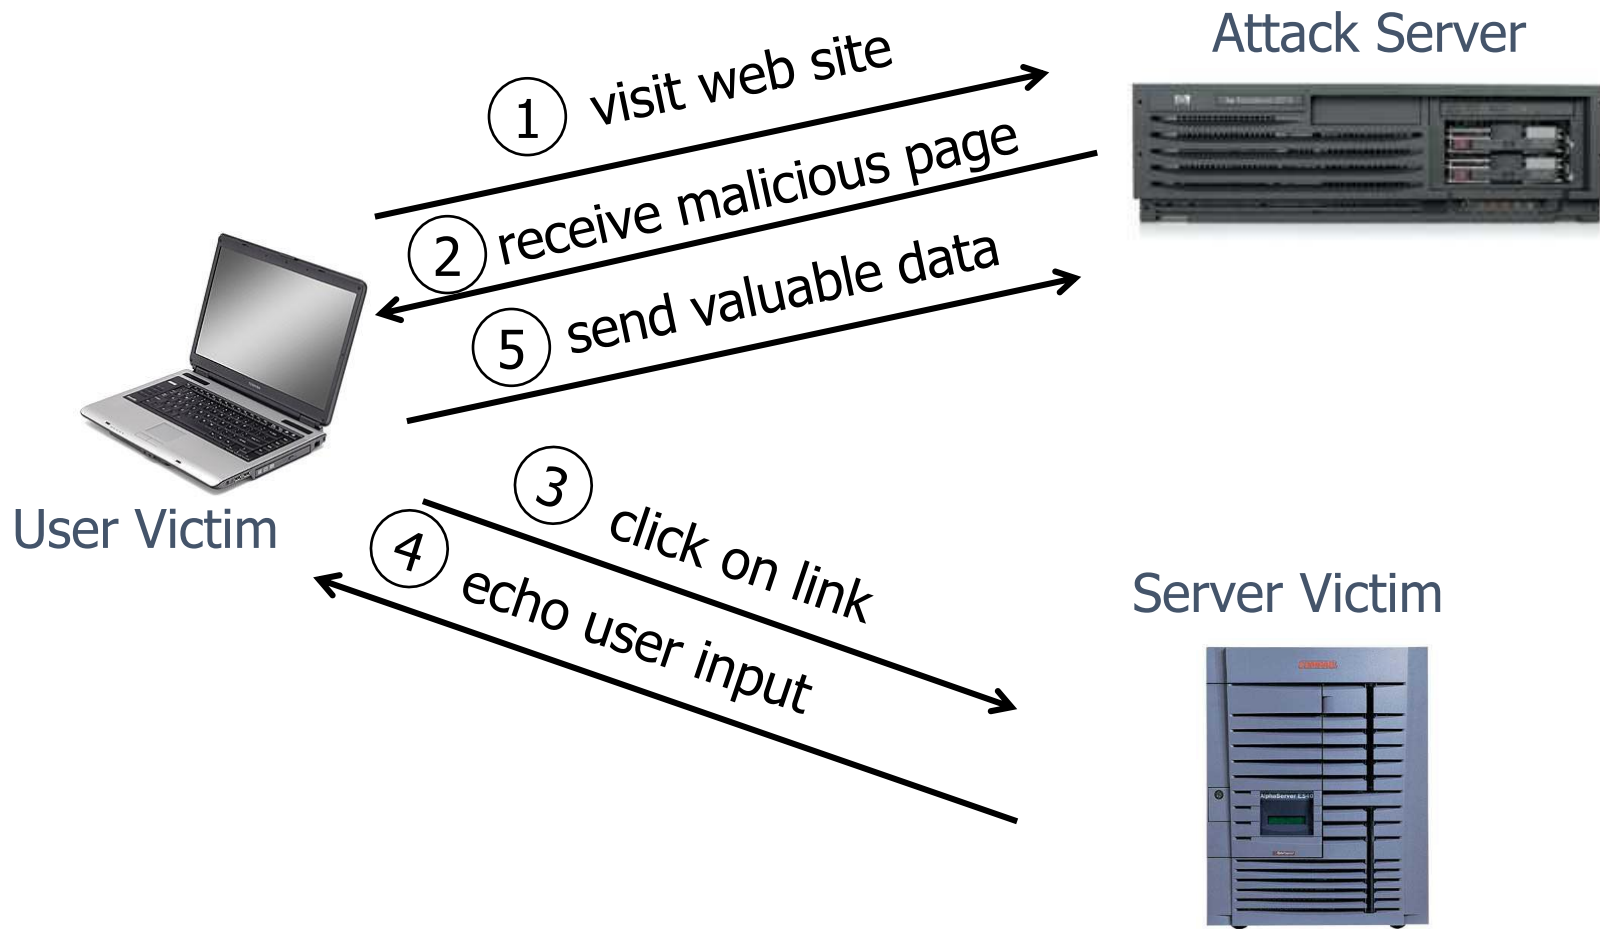 Attack Server
1 visit web site
2 receive malicious page
5 send valuable data
User Victim
3 click on link
4 echo user input
Server Victim